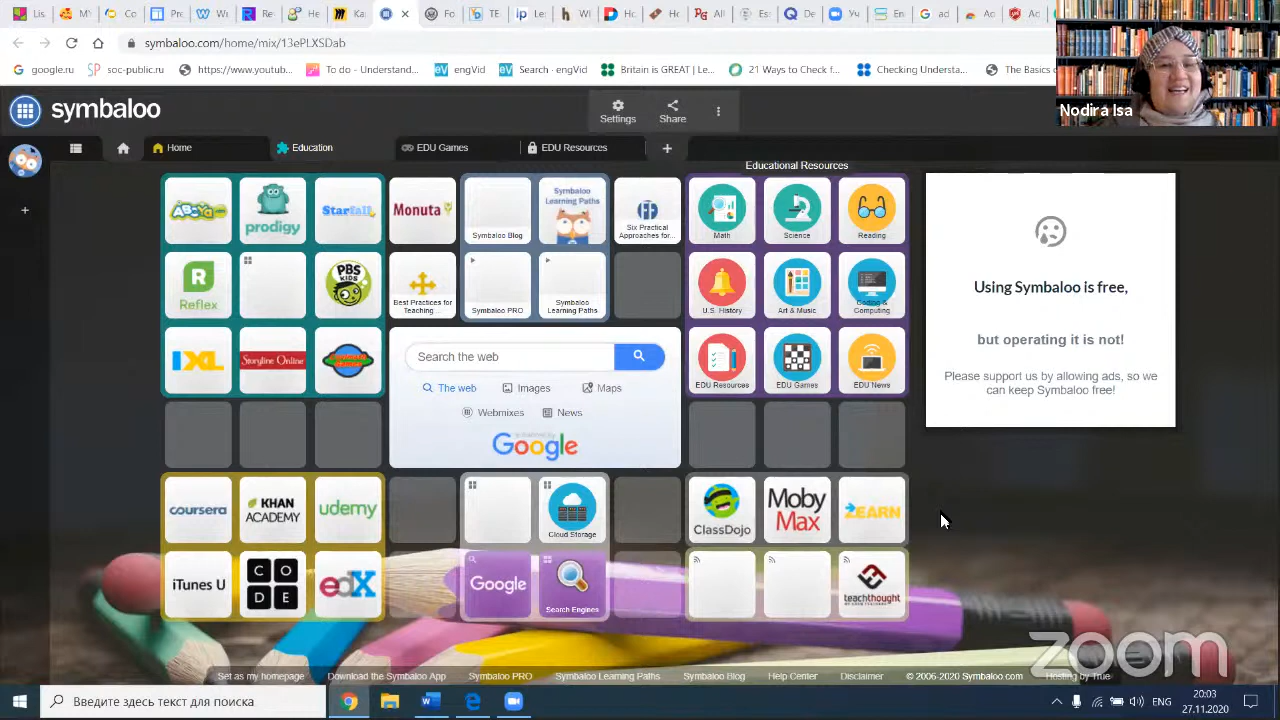 symbaloo.com/home/mix/13ePLXSDab
google.ru
soc-public.ru
https://www.youtub...
To do - Understand...
engVid
Search | engVid
Britain is GREAT | Le...
21 Ways to Check f...
Checking Understa...
The Basics
Nodira Isa
symbaloo
Settings
Share
Home
Education
EDU Games
EDU Resources
Educational Resources
ABCya
prodigy
Starfall
Monuta
Symbaloo Blog
Symbaloo Learning Paths
Six Practical Approaches for...
Math
Science
Reading
Reflex
PBS KIDS
Best Practices for Teaching...
Symbaloo PRO
Symbaloo Learning Paths
U.S. History
Art & Music
Coding & Computing
Using Symbaloo is free,
but operating it is not!
Please support us by allowing ads, so we
can keep Symbaloo free!
IXL
Storyline Online
Search the web
The web
Images
Maps
Webmixes
News
Google
EDU Resources
EDU Games
EDU News
coursera
KHAN ACADEMY
udemy
Cloud Storage
ClassDojo
Moby Max
2EARN
iTunes U
CODE
edX
Google
Search Engines
teachthought
zoom
Set as my homepage
Download the Symbaloo App
Symbaloo PRO
Symbaloo Learning Paths
Symbaloo Blog
Help Center
Disclaimer
© 2006-2020 Symbaloo.com
Hosting by True
Введите здесь текст для поиска
ENG
20:03
27.11.2020